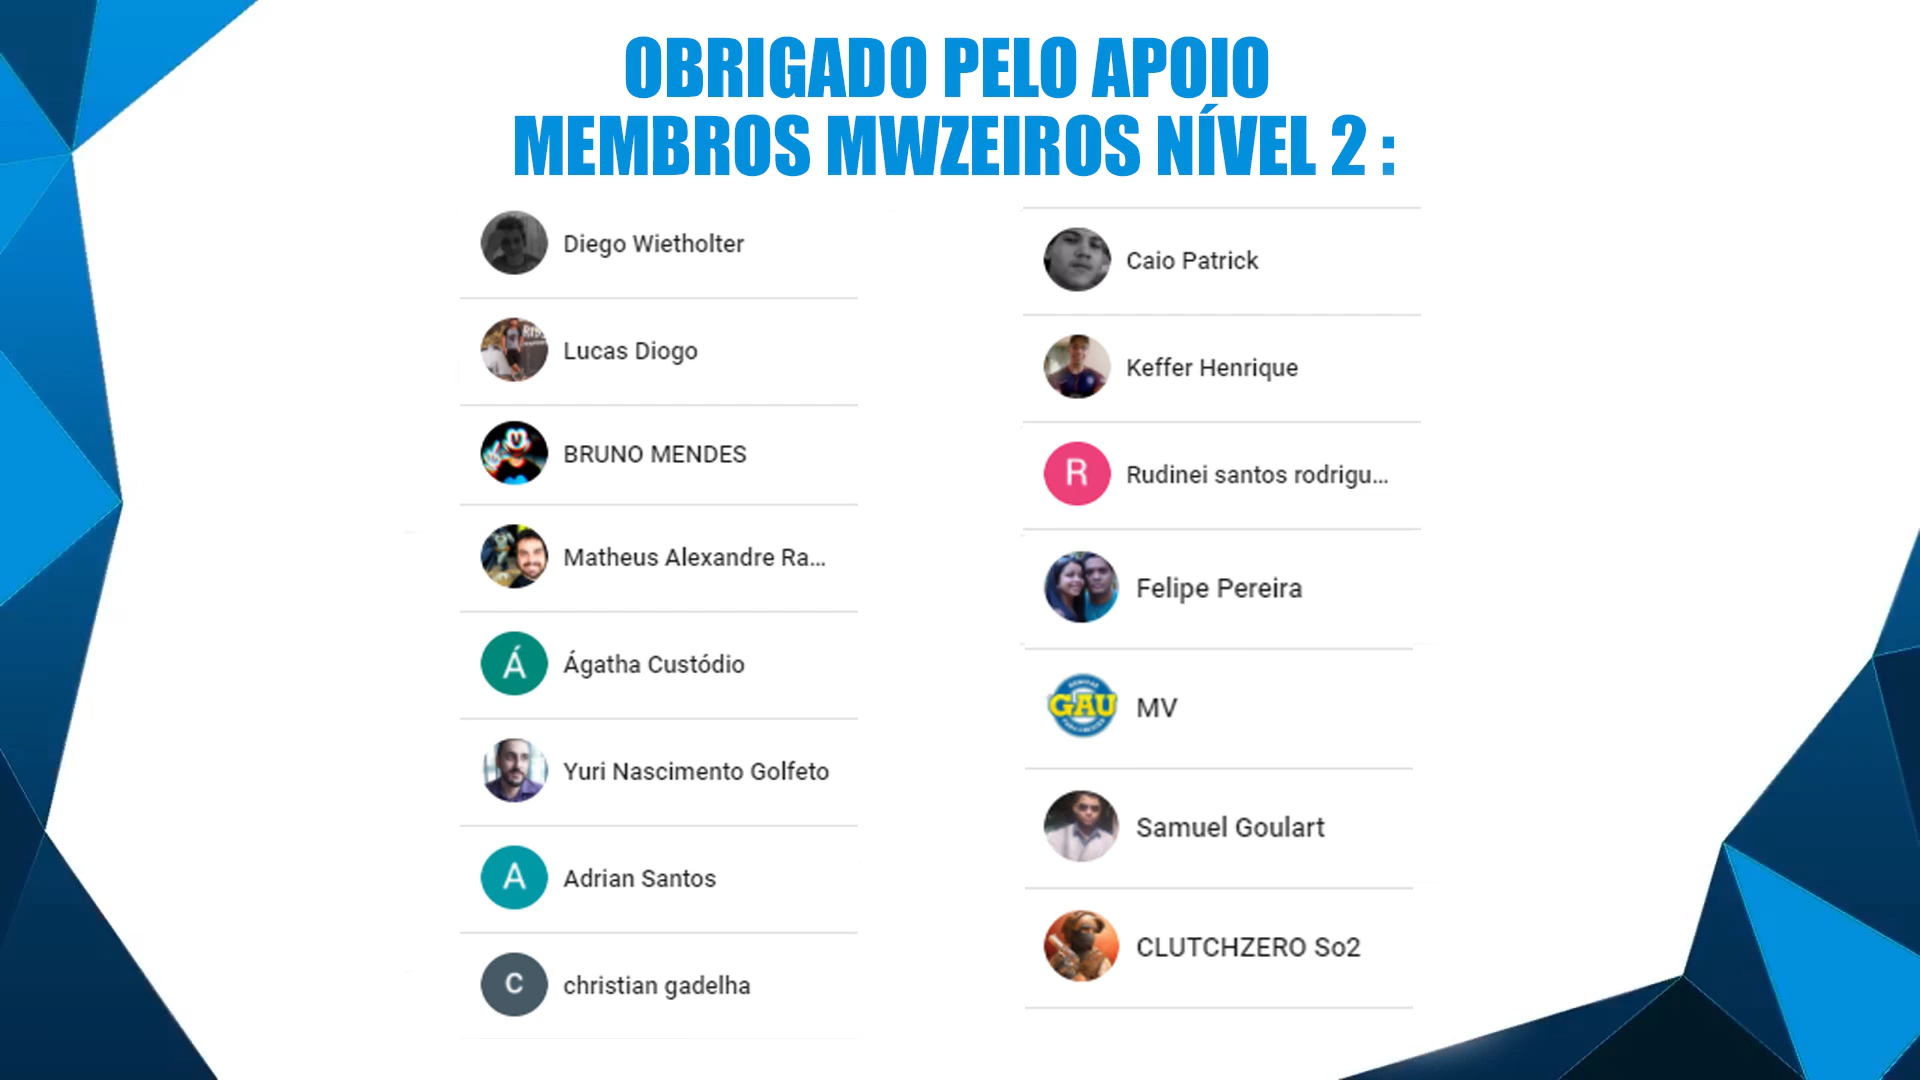 OBRIGADO PELO APOIO
MEMBROS MWZEIROS NÍVEL 2 :
Diego Wietholter
Lucas Diogo
BRUNO MENDES
Matheus Alexandre Ra...
Á
Ágatha Custódio
Yuri Nascimento Golfeto
A
Adrian Santos
c
christian gadelha
Caio Patrick
Keffer Henrique
R
Rudinei santos rodrigu...
Felipe Pereira
GAU
MV
Samuel Goulart
CLUTCHZERO So2